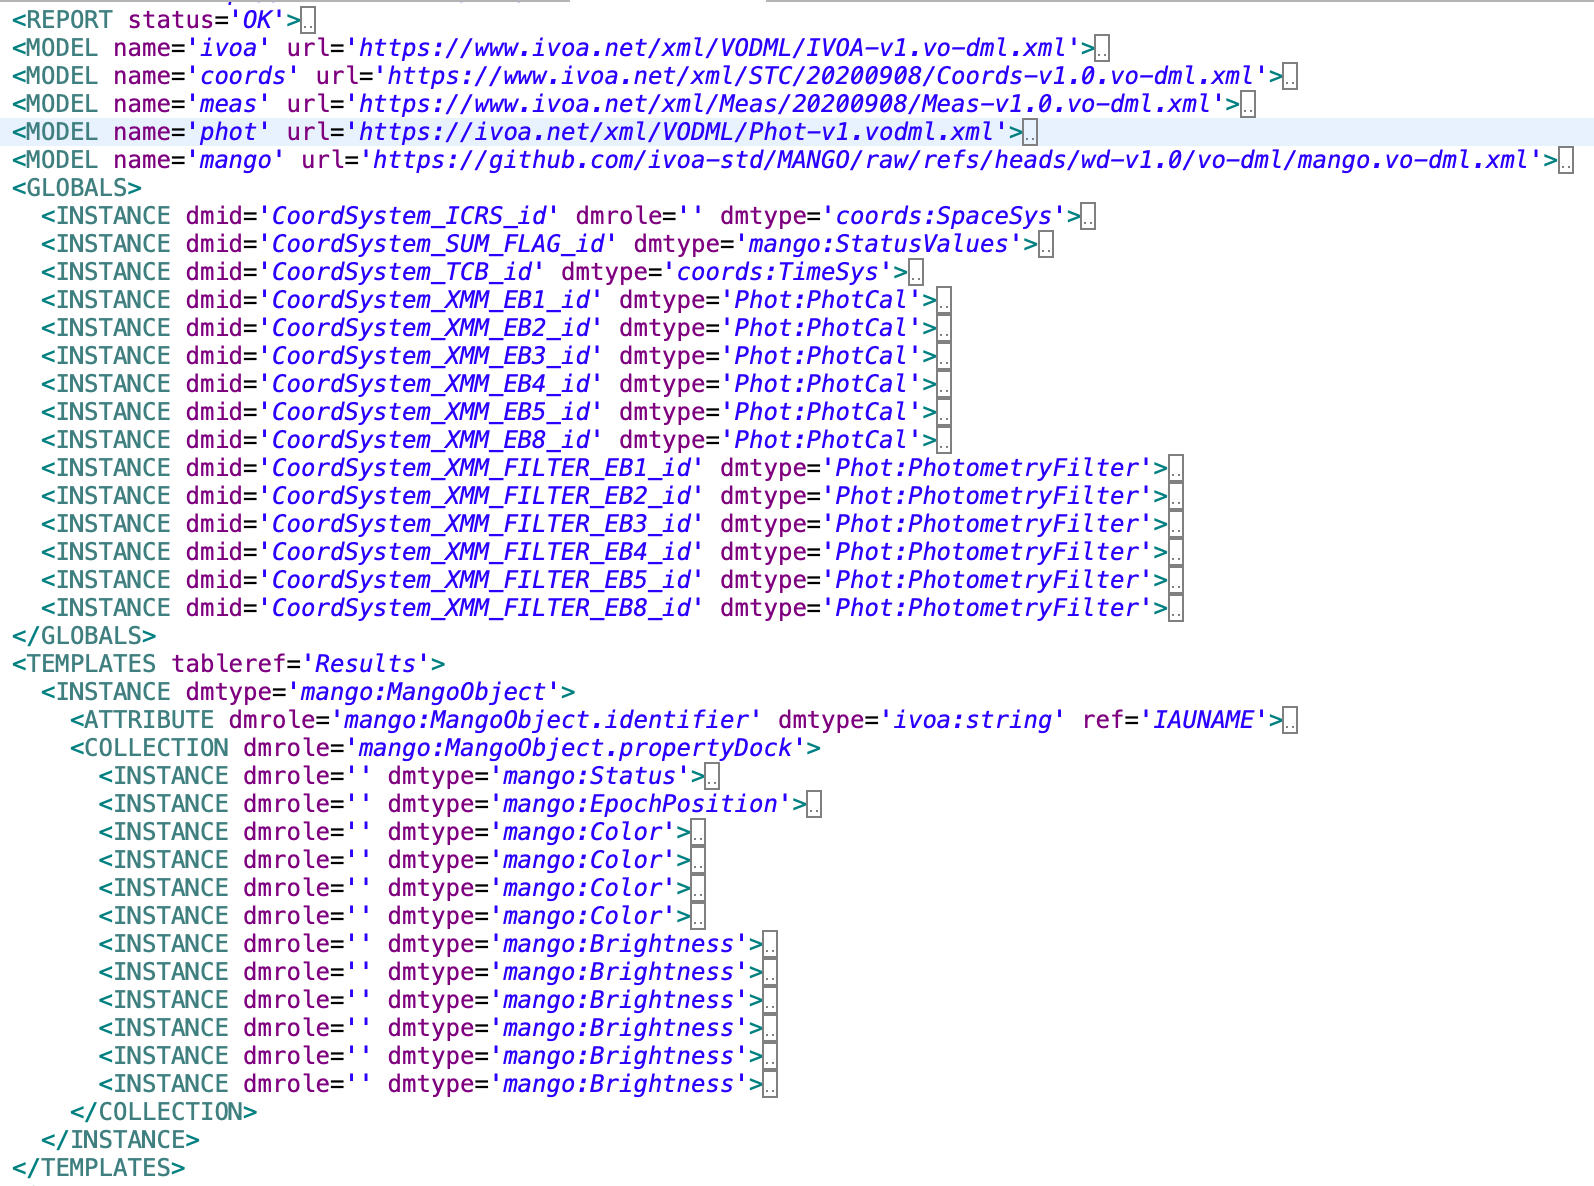 <REPORT status='OK'>..
<MODEL name='ivoa' url='https://www.ivoa.net/xml/VODML/IVOA-v1.vo-dml.xml'>..
<MODEL name='coords' url='https://www.ivoa.net/xml/STC/20200908/Coords-v1.0.vo-dml.xml'>..
<MODEL name='meas' url='https://www.ivoa.net/xml/Meas/20200908/Meas-v1.0.vo-dml.xml'>..
<MODEL name='phot' url='https://ivoa.net/xml/VODML/Phot-v1.vodml.xml'>..
<MODEL name='mango' url='https://github.com/ivoa-std/MANGO/raw/refs/heads/wd-v1.0/vo-dml/mango.vo-dml.xml'>..
<GLOBALS>
<INSTANCE dmid='CoordSystem_ICRS_id' dmrole='' dmtype='coords:SpaceSys'>..
<INSTANCE dmid='CoordSystem_SUM_FLAG_id' dmtype='mango:StatusValues'>..
<INSTANCE dmid='CoordSystem_TCB_id' dmtype='coords:TimeSys'>..
<INSTANCE dmid='CoordSystem_XMM_EB1_id' dmtype='Phot:PhotCal'>..
<INSTANCE dmid='CoordSystem_XMM_EB2_id' dmtype='Phot:PhotCal'>..
<INSTANCE dmid='CoordSystem_XMM_EB3_id' dmtype='Phot:PhotCal'>..
<INSTANCE dmid='CoordSystem_XMM_EB4_id' dmtype='Phot:PhotCal'>..
<INSTANCE dmid='CoordSystem_XMM_EB5_id' dmtype='Phot:PhotCal'>..
<INSTANCE dmid='CoordSystem_XMM_EB8_id' dmtype='Phot:PhotCal'>..
<INSTANCE dmid='CoordSystem_XMM_FILTER_EB1_id' dmtype='Phot:PhotometryFilter'>..
<INSTANCE dmid='CoordSystem_XMM_FILTER_EB2_id' dmtype='Phot:PhotometryFilter'>..
<INSTANCE dmid='CoordSystem_XMM_FILTER_EB3_id' dmtype='Phot:PhotometryFilter'>..
<INSTANCE dmid='CoordSystem_XMM_FILTER_EB4_id' dmtype='Phot:PhotometryFilter'>..
<INSTANCE dmid='CoordSystem_XMM_FILTER_EB5_id' dmtype='Phot:PhotometryFilter'>..
<INSTANCE dmid='CoordSystem_XMM_FILTER_EB8_id' dmtype='Phot:PhotometryFilter'>..
</GLOBALS>
<TEMPLATES tableref='Results'>
<INSTANCE dmtype='mango:MangoObject'>
<ATTRIBUTE dmrole='mango:MangoObject.identifier' dmtype='ivoa:string' ref='IAUNAME'>..
<COLLECTION dmrole='mango:MangoObject.propertyDock'>
<INSTANCE dmrole='' dmtype='mango:Status'>..
<INSTANCE dmrole='' dmtype='mango:EpochPosition'>..
<INSTANCE dmrole='' dmtype='mango:Color'>..
<INSTANCE dmrole='' dmtype='mango:Color'>..
<INSTANCE dmrole='' dmtype='mango:Color'>..
<INSTANCE dmrole='' dmtype='mango:Color'>..
<INSTANCE dmrole='' dmtype='mango:Brightness'>..
<INSTANCE dmrole='' dmtype='mango:Brightness'>..
<INSTANCE dmrole='' dmtype='mango:Brightness'>..
<INSTANCE dmrole='' dmtype='mango:Brightness'>..
<INSTANCE dmrole='' dmtype='mango:Brightness'>..
<INSTANCE dmrole='' dmtype='mango:Brightness'>..
</COLLECTION>
</INSTANCE>
</TEMPLATES>